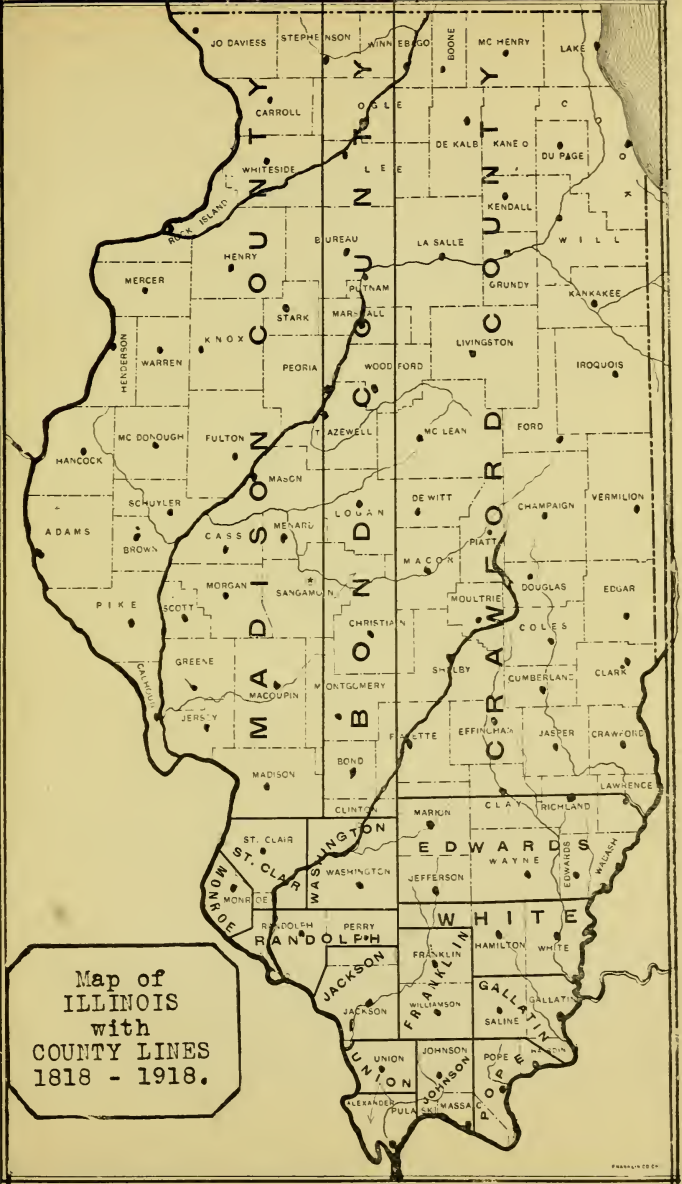 JO DAVIESS
STEPHENSON
WINNEBAGO
BOONE
MC HENRY
LAKE
CARROLL
OGLE
DE KALB
KANE
DU PAGE
COOK
WHITESIDE
LEE
KENDALL
ROCK ISLAND
HENRY
BUREAU
LA SALLE
WILL
MERCER
PUTNAM
GRUNDY
KANKAKEE
STARK
MARSHALL
HENDERSON
WARREN
KNOX
PEORIA
WOODFORD
LIVINGSTON
IROQUOIS
HANCOCK
MC DONOUGH
FULTON
TAZEWELL
MC LEAN
FORD
MASON
SCHUYLER
LOGAN
DE WITT
CHAMPAIGN
VERMILION
ADAMS
BROWN
CASS
MENARD
MACON
PIATT
PIKE
SCOTT
MORGAN
SANGAMON
CHRISTIAN
MOULTRIE
DOUGLAS
EDGAR
COLES
CALHOUN
GREENE
MACOUPIN
MONTGOMERY
SHELBY
CUMBERLAND
CLARK
JERSEY
FAYETTE
EFFINGHAM
JASPER
CRAWFORD
MADISON
BOND
MADISON COUNTY
BOND COUNTY
CRAWFORD COUNTY
CLINTON
MARION
CLAY
RICHLAND
LAWRENCE
ST. CLAIR
ST. CLAIR
WASHINGTON
WASHINGTON
EDWARDS
WAYNE
EDWARDS
WABASH
JEFFERSON
MONROE
MONROE
RANDOLPH
PERRY
RANDOLPH
WHITE
HAMILTON
WHITE
FRANKLIN
FRANKLIN
JACKSON
JACKSON
WILLIAMSON
GALLATIN
GALLATIN
SALINE
UNION
UNION
JOHNSON
JOHNSON
POPE
POPE
HARDIN
ALEXANDER
PULASKI
MASSAC
Map of
ILLINOIS
with
COUNTY LINES
1818 - 1918.